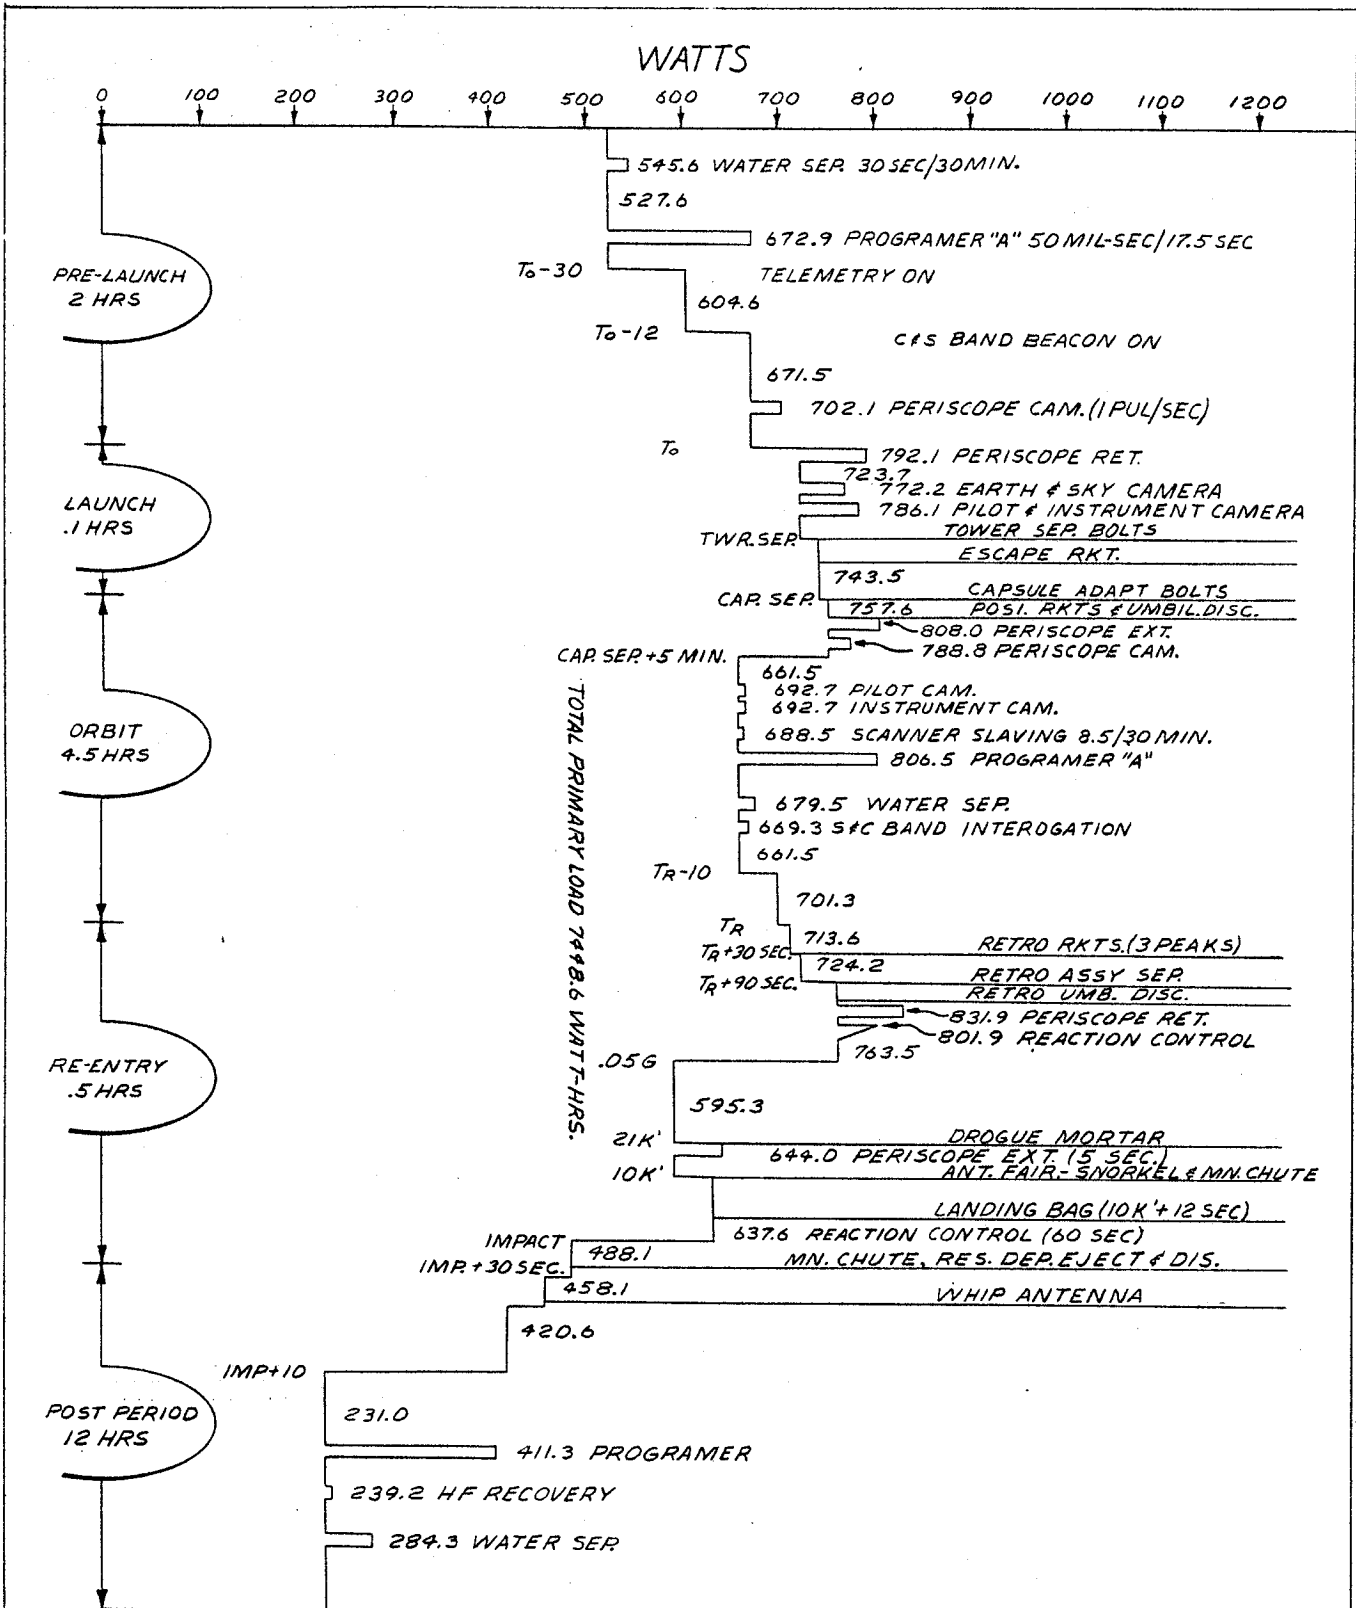 WATTS
0 100 200 300 400 500 600 700 800 900 1000 1100 1200
545.6 WATER SEP. 30 SEC/30 MIN.
527.6
672.9 PROGRAMER "A" 50 MIL-SEC/17.5 SEC
PRE-LAUNCH
2 HRS
To-30
TELEMETRY ON
604.6
To-12
C&S BAND BEACON ON
671.5
702.1 PERISCOPE CAM. (1 PUL/SEC)
To
792.1 PERISCOPE RET.
723.7
772.2 EARTH & SKY CAMERA
786.1 PILOT & INSTRUMENT CAMERA
LAUNCH
.1 HRS
TWR. SEP.
TOWER SEP. BOLTS
ESCAPE RKT.
743.5
CAPSULE ADAPT BOLTS
CAP. SEP.
757.6 POSI. RKTS & UMBIL. DISC.
808.0 PERISCOPE EXT.
788.8 PERISCOPE CAM.
CAP. SEP. +5 MIN.
661.5
692.7 PILOT CAM.
692.7 INSTRUMENT CAM.
688.5 SCANNER SLAVING 8.5/30 MIN.
806.5 PROGRAMER "A"
ORBIT
4.5 HRS
679.5 WATER SEP.
669.3 S&C BAND INTEROGATION
661.5
TR-10
701.3
TR
713.6
RETRO RKTS. (3 PEAKS)
TR+30 SEC.
724.2
RETRO ASSY SEP.
TR+90 SEC.
RETRO UMB. DISC.
831.9 PERISCOPE RET.
801.9 REACTION CONTROL
763.5
TOTAL PRIMARY LOAD 7448.6 WATT-HRS.
RE-ENTRY
.5 HRS
.05G
595.3
21K'
DROGUE MORTAR
644.0 PERISCOPE EXT. (5 SEC.)
10K'
ANT. FAIR.- SNORKEL & MN. CHUTE
LANDING BAG (10K'+12 SEC)
637.6 REACTION CONTROL (60 SEC)
IMPACT
488.1
MN. CHUTE, RES. DEP. EJECT & DIS.
IMP. +30 SEC.
458.1
WHIP ANTENNA
420.6
IMP+10
231.0
POST PERIOD
12 HRS
411.3 PROGRAMER
239.2 HF RECOVERY
284.3 WATER SEP.